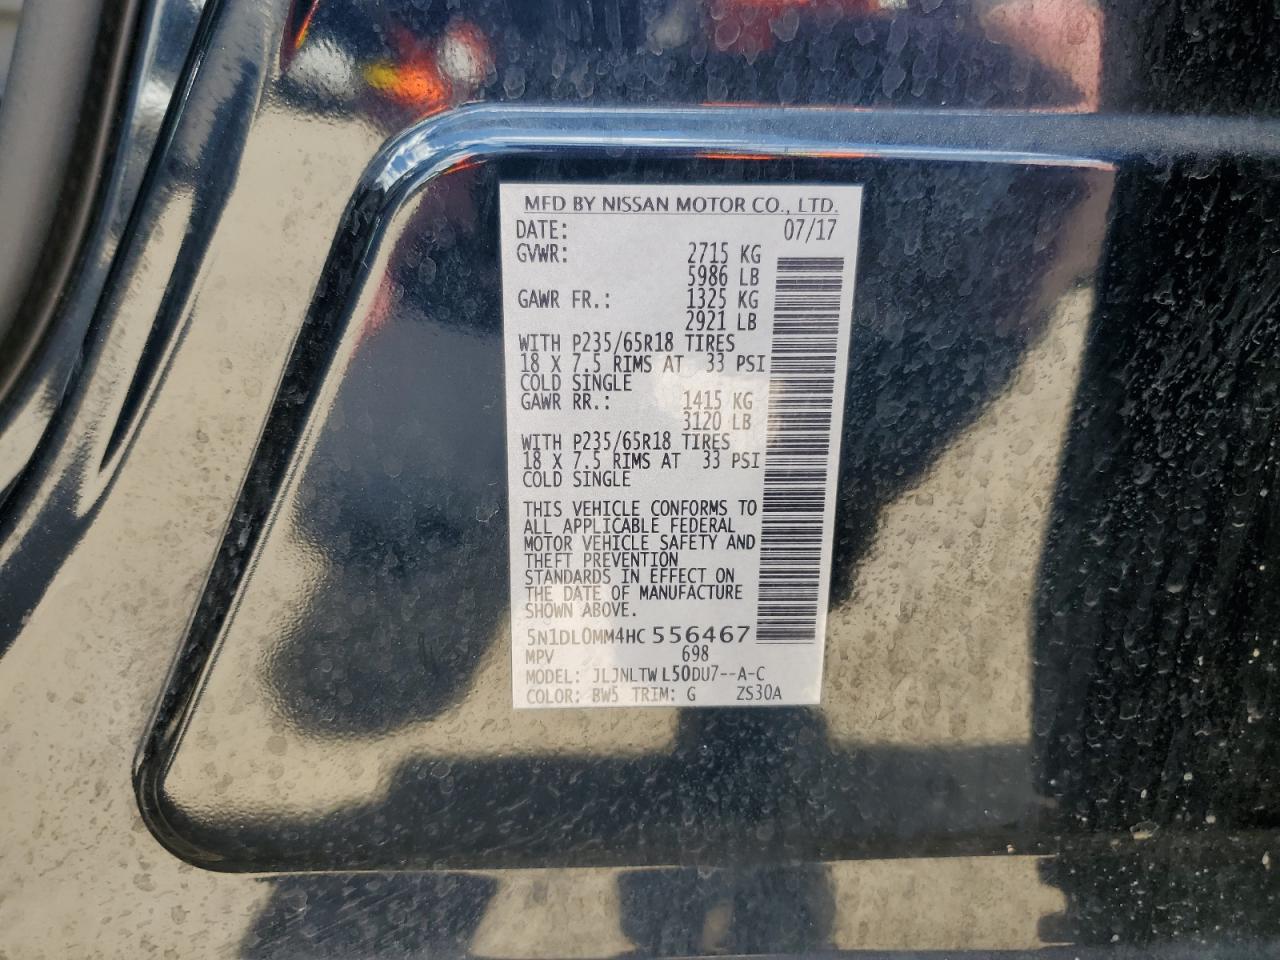 MFD BY NISSAN MOTOR CO., LTD.
DATE: 07/17
GVWR: 2715 KG
5986 LB
GAWR FR.: 1325 KG
2921 LB
WITH P235/65R18 TIRES
18 X 7.5 RIMS AT 33 PSI
COLD SINGLE
GAWR RR.: 1415 KG
3120 LB
WITH P235/65R18 TIRES
18 X 7.5 RIMS AT 33 PSI
COLD SINGLE
THIS VEHICLE CONFORMS TO
ALL APPLICABLE FEDERAL
MOTOR VEHICLE SAFETY AND
THEFT PREVENTION
STANDARDS IN EFFECT ON
THE DATE OF MANUFACTURE
SHOWN ABOVE.
5N1DL0MM4HC 556467
MPV 698
MODEL: JLJNLTW L50DU7--A-C
COLOR: BW5 TRIM: G ZS30A